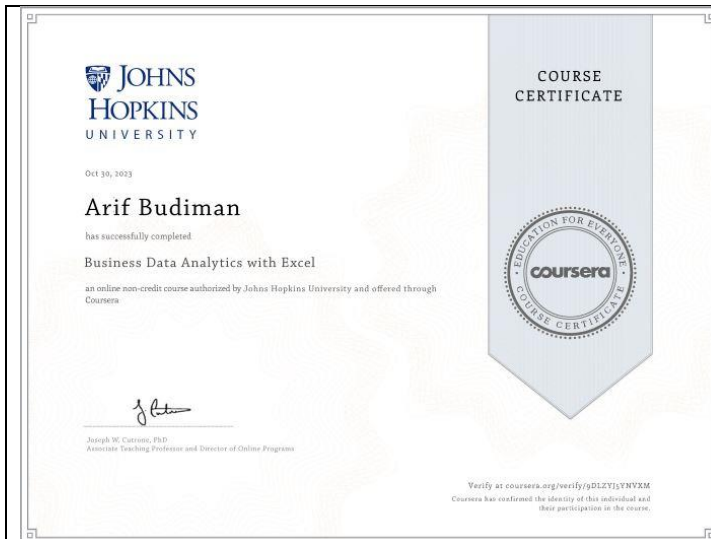 JOHNS
HOPKINS
UNIVERSITY
Oct 30, 2023
Arif Budiman
has successfully completed
Business Data Analytics with Excel
an online non-credit course authorized by Johns Hopkins University and offered through
Coursera
Joseph W. Cutrone, PhD
Associate Teaching Professor and Director of Online Programs
COURSE
CERTIFICATE
EDUCATION FOR EVERYONE
coursera
COURSE CERTIFICATE
Verify at coursera.org/verify/9DLZYJ5YNVXM
Coursera has confirmed the identity of this individual and
their participation in the course.